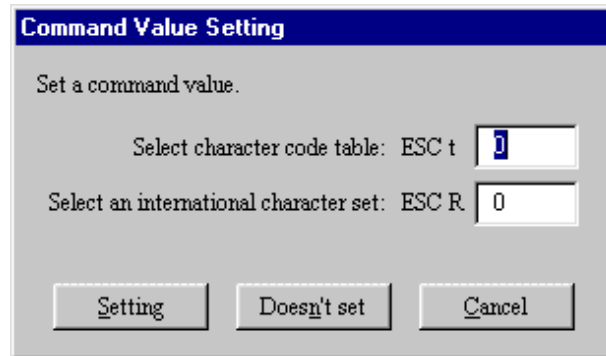 Command Value Setting
Set a command value.
Select character code table: ESC t 0
Select an international character set: ESC R 0
Setting Doesn't set Cancel